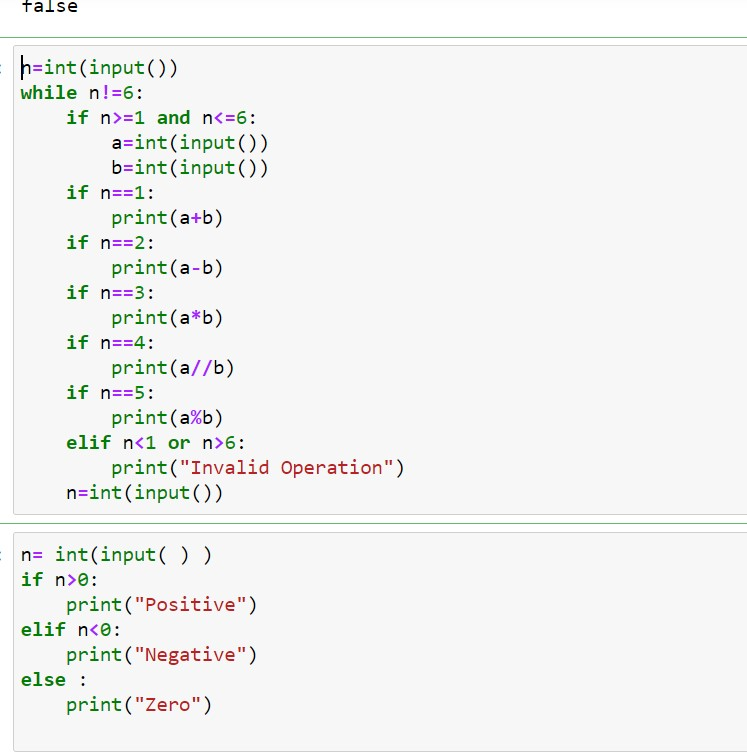 false
n=int(input())
while n!=6:
    if n>=1 and n<=6:
        a=int(input())
        b=int(input())
    if n==1:
        print(a+b)
    if n==2:
        print(a-b)
    if n==3:
        print(a*b)
    if n==4:
        print(a//b)
    if n==5:
        print(a%b)
    elif n<1 or n>6:
        print("Invalid Operation")
    n=int(input())
n= int(input( ) )
if n>0:
    print("Positive")
elif n<0:
    print("Negative")
else :
    print("Zero")